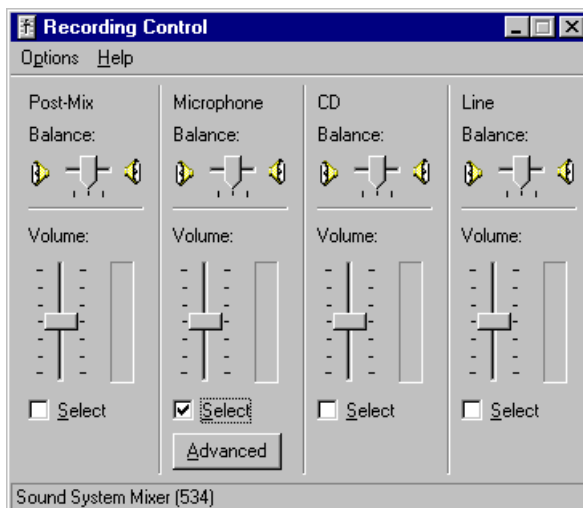 Recording Control
Options Help
Post-Mix Microphone CD Line
Balance: Balance: Balance: Balance:
Volume: Volume: Volume: Volume:
Select Select Select Select
Advanced
Sound System Mixer (534)